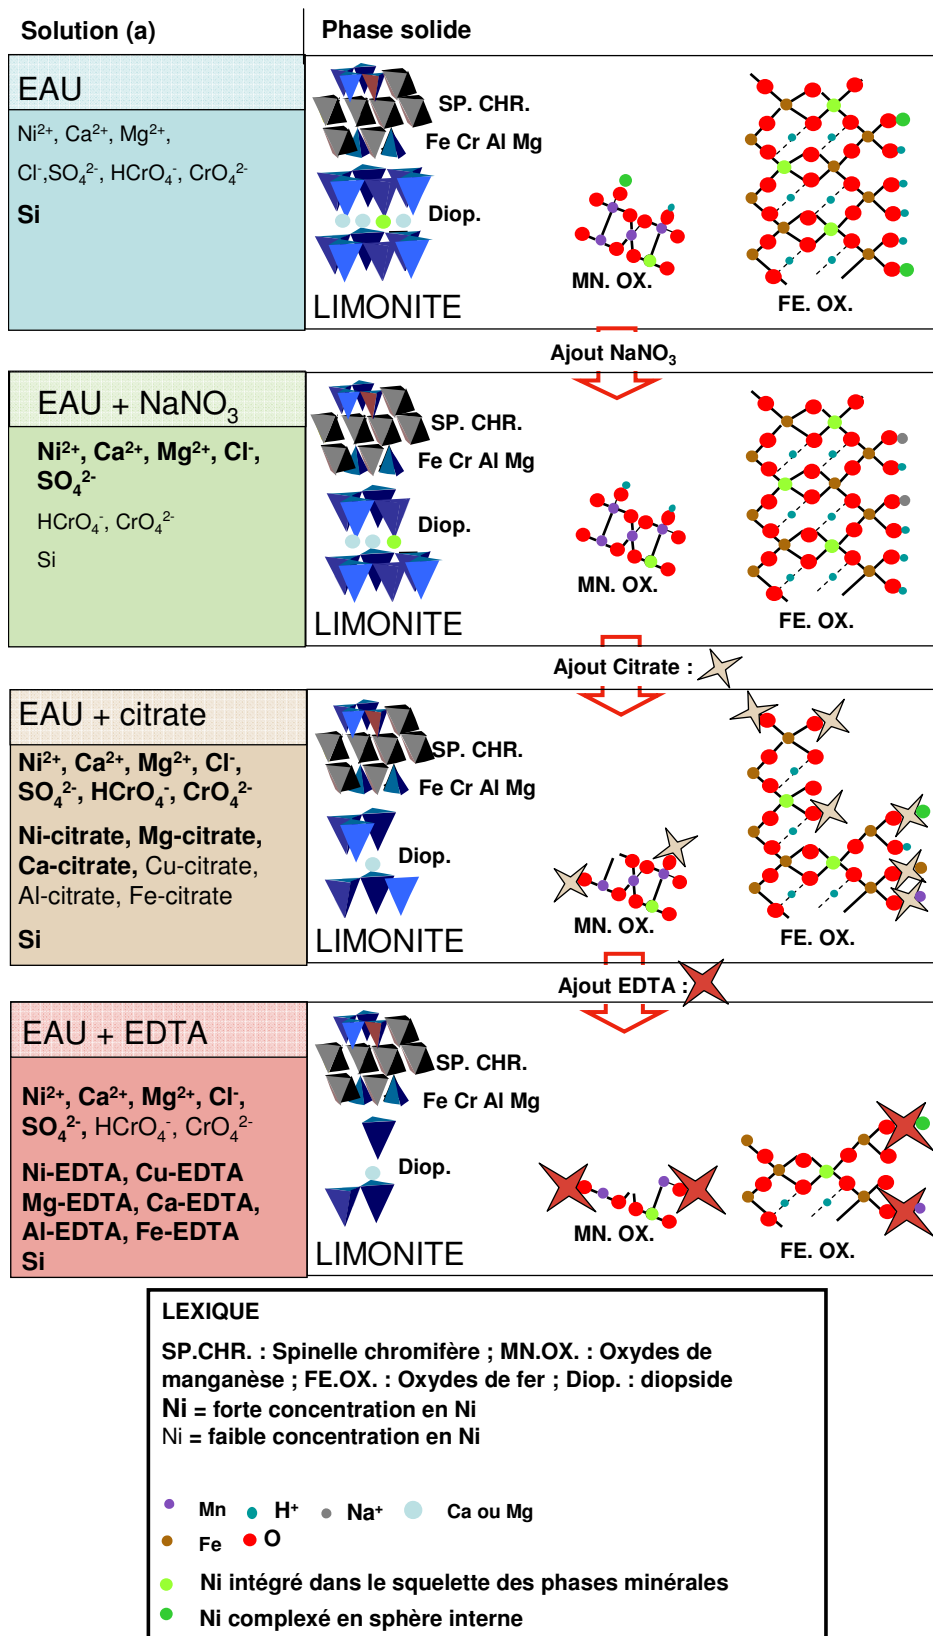 Solution (a)
Phase solide
EAU
Ni²⁺, Ca²⁺, Mg²⁺,
Cl⁻,SO₄²⁻, HCrO₄⁻, CrO₄²⁻
Si
SP. CHR.
Fe Cr Al Mg
Diop.
LIMONITE
MN. OX.
FE. OX.
Ajout NaNO₃
EAU + NaNO₃
Ni²⁺, Ca²⁺, Mg²⁺, Cl⁻,
SO₄²⁻
HCrO₄⁻, CrO₄²⁻
Si
SP. CHR.
Fe Cr Al Mg
Diop.
LIMONITE
MN. OX.
FE. OX.
Ajout Citrate :
EAU + citrate
Ni²⁺, Ca²⁺, Mg²⁺, Cl⁻,
SO₄²⁻, HCrO₄⁻, CrO₄²⁻
Ni-citrate, Mg-citrate,
Ca-citrate, Cu-citrate,
Al-citrate, Fe-citrate
Si
SP. CHR.
Fe Cr Al Mg
Diop.
LIMONITE
MN. OX.
FE. OX.
Ajout EDTA :
EAU + EDTA
Ni²⁺, Ca²⁺, Mg²⁺, Cl⁻,
SO₄²⁻, HCrO₄⁻, CrO₄²⁻
Ni-EDTA, Cu-EDTA
Mg-EDTA, Ca-EDTA,
Al-EDTA, Fe-EDTA
Si
SP. CHR.
Fe Cr Al Mg
Diop.
LIMONITE
MN. OX.
FE. OX.
LEXIQUE
SP.CHR. : Spinelle chromifère ; MN.OX. : Oxydes de
manganèse ; FE.OX. : Oxydes de fer ; Diop. : diopside
Ni = forte concentration en Ni
Ni = faible concentration en Ni
Mn H⁺ Na⁺ Ca ou Mg
Fe O
Ni intégré dans le squelette des phases minérales
Ni complexé en sphère interne